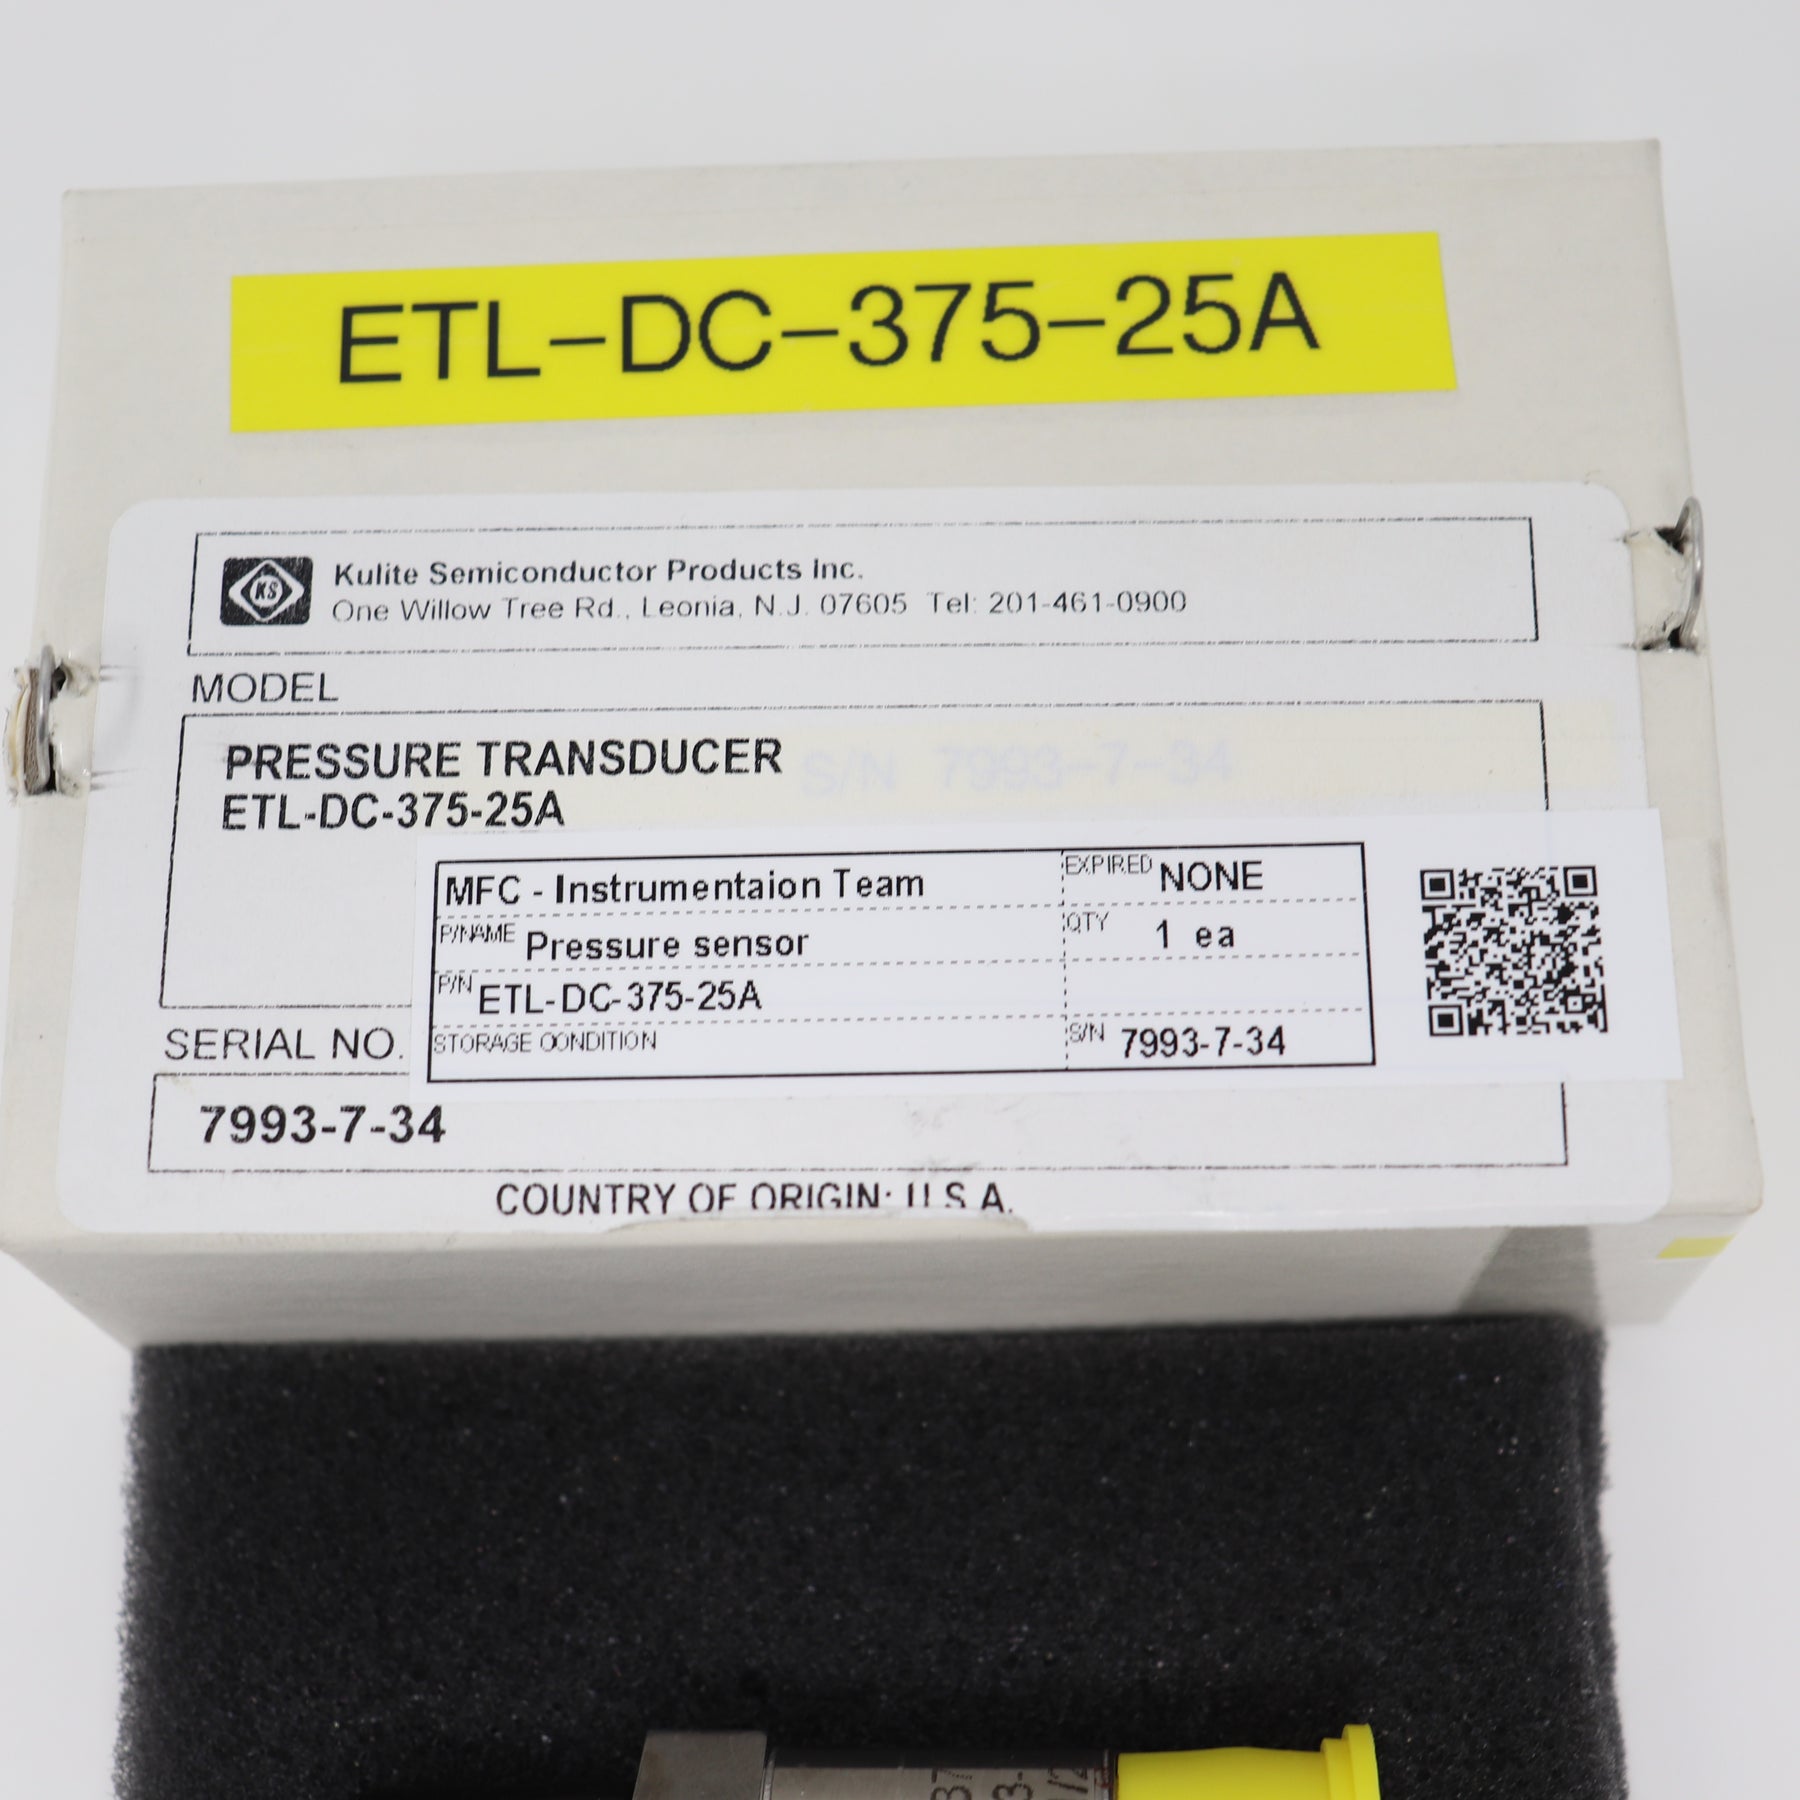 ETL-DC-375-25A
KS
Kulite Semiconductor Products Inc.
One Willow Tree Rd., Leonia, N.J. 07605 Tel: 201-461-0900
MODEL
PRESSURE TRANSDUCER
S/N 7993-7-34
ETL-DC-375-25A
MFC - Instrumentaion Team
EXPIRED NONE
P/NAME Pressure sensor
QTY 1 ea
P/N ETL-DC-375-25A
STORAGE CONDITION
S/N 7993-7-34
SERIAL NO.
7993-7-34
COUNTRY OF ORIGIN: U.S.A.